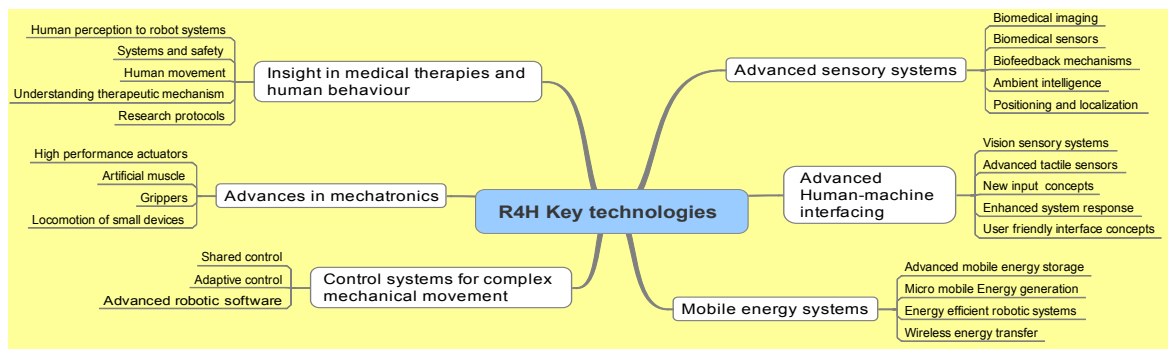 Human perception to robot systems
Systems and safety
Human movement
Understanding therapeutic mechanism
Research protocols
Insight in medical therapies and
human behaviour
High performance actuators
Artificial muscle
Grippers
Locomotion of small devices
Advances in mechatronics
Shared control
Adaptive control
Advanced robotic software
Control systems for complex
mechanical movement
R4H Key technologies
Advanced sensory systems
Biomedical imaging
Biomedical sensors
Biofeedback mechanisms
Ambient intelligence
Positioning and localization
Advanced
Human-machine
interfacing
Vision sensory systems
Advanced tactile sensors
New input concepts
Enhanced system response
User friendly interface concepts
Mobile energy systems
Advanced mobile energy storage
Micro mobile Energy generation
Energy efficient robotic systems
Wireless energy transfer